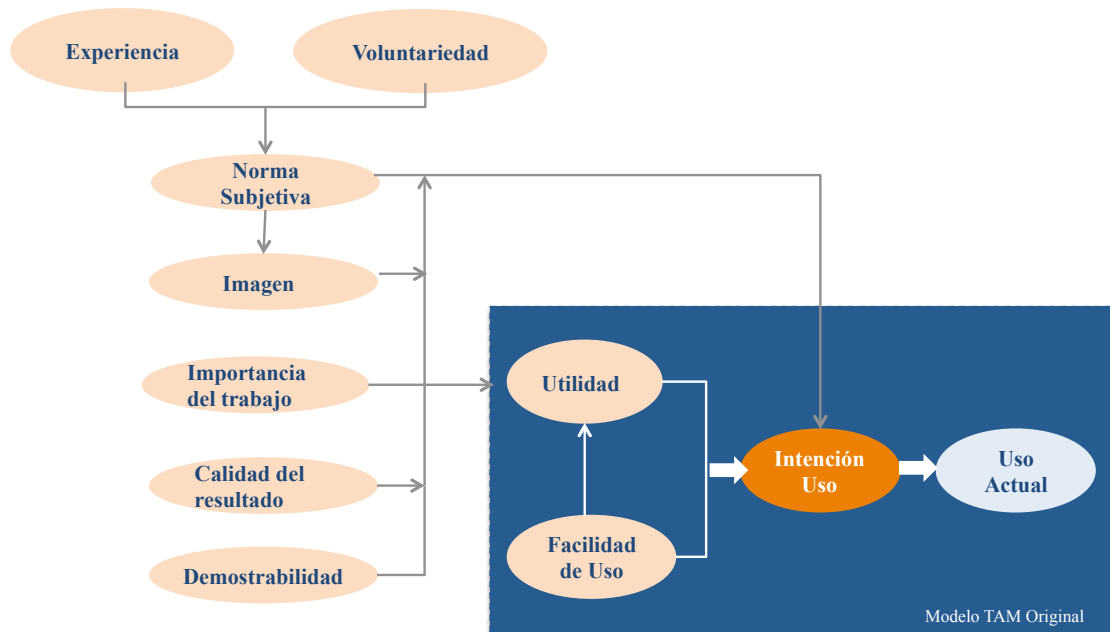 Experiencia
Voluntariedad
Norma
Subjetiva
Imagen
Importancia
del trabajo
Utilidad
Calidad del
resultado
Intención
Uso
Uso
Actual
Facilidad
de Uso
Demostrabilidad
Modelo TAM Original